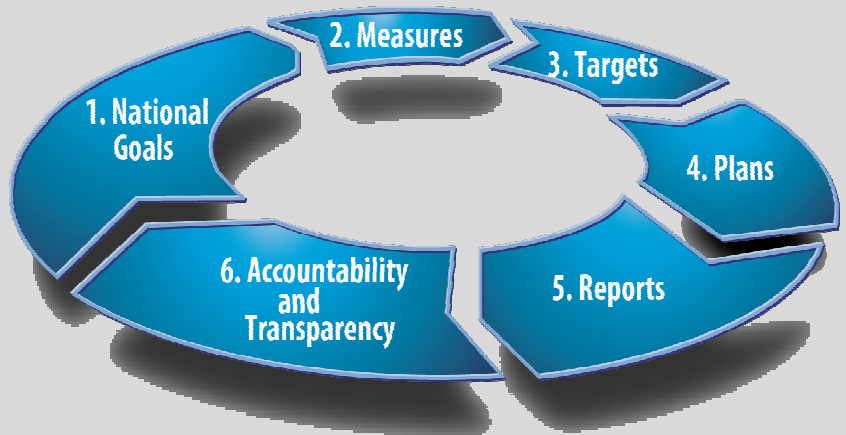 1. National
Goals
2. Measures
3. Targets
4. Plans
5. Reports
6. Accountability
and
Transparency